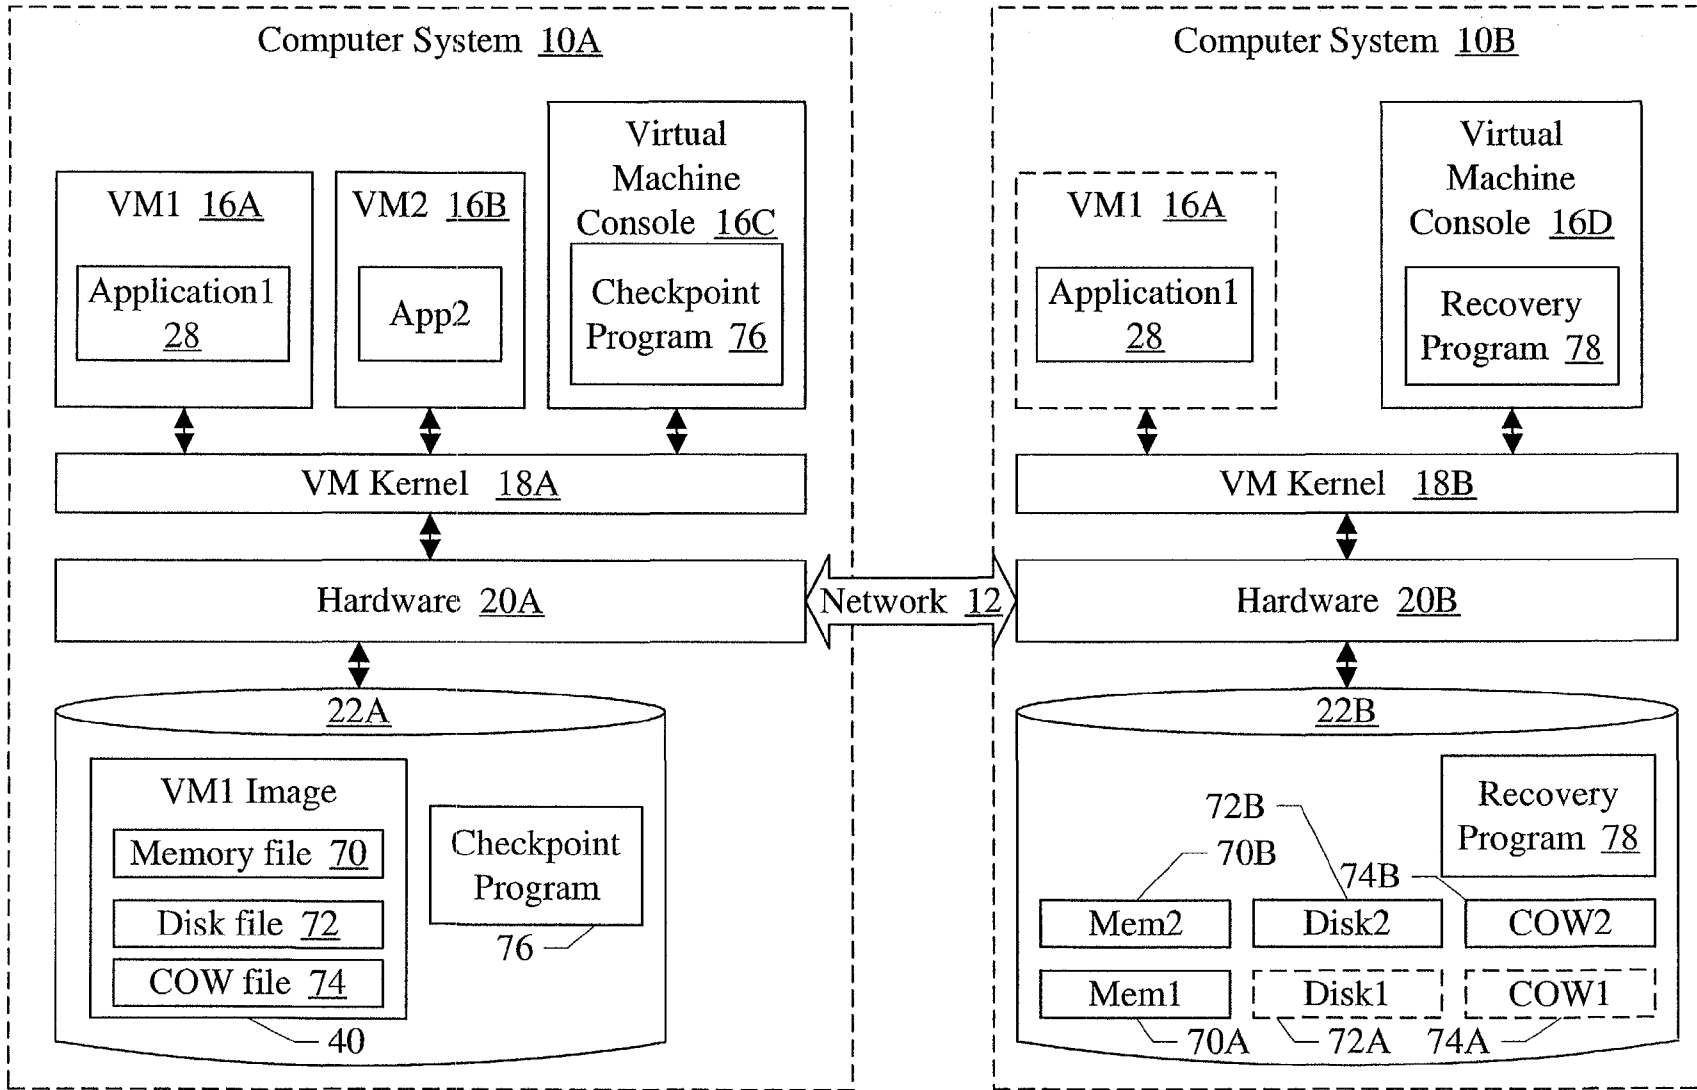 Computer System 10A
Virtual
Machine
Console 16C
VM1 16A
VM2 16B
Application1
28
App2
Checkpoint
Program 76
VM Kernel 18A
Hardware 20A
Network 12
22A
VM1 Image
Memory file 70
Disk file 72
COW file 74
40
Checkpoint
Program
76
Computer System 10B
Virtual
Machine
Console 16D
VM1 16A
Application1
28
Recovery
Program 78
VM Kernel 18B
Hardware 20B
22B
Recovery
Program 78
72B
70B
74B
Mem2
Disk2
COW2
Mem1
Disk1
COW1
70A
72A
74A